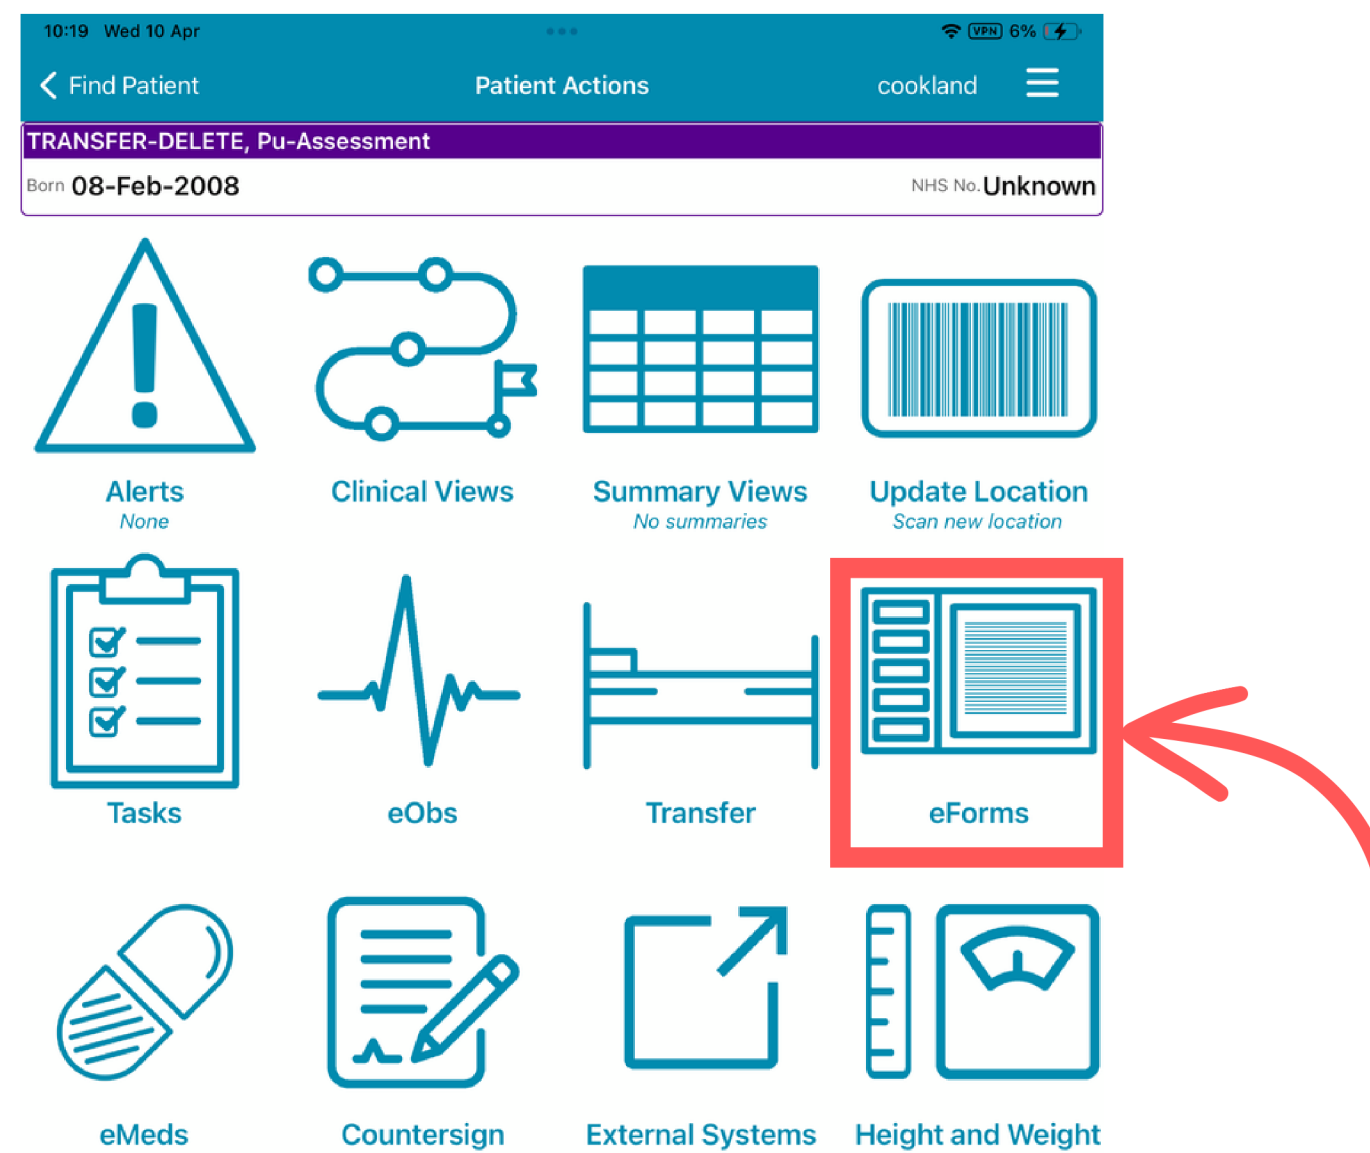 10:19 Wed 10 Apr
VPN 6%
Find Patient Patient Actions cookland
TRANSFER-DELETE, Pu-Assessment
Born 08-Feb-2008 NHS No. Unknown
Alerts Clinical Views Summary Views Update Location
None No summaries Scan new location
Tasks eObs Transfer eForms
eMeds Countersign External Systems Height and Weight